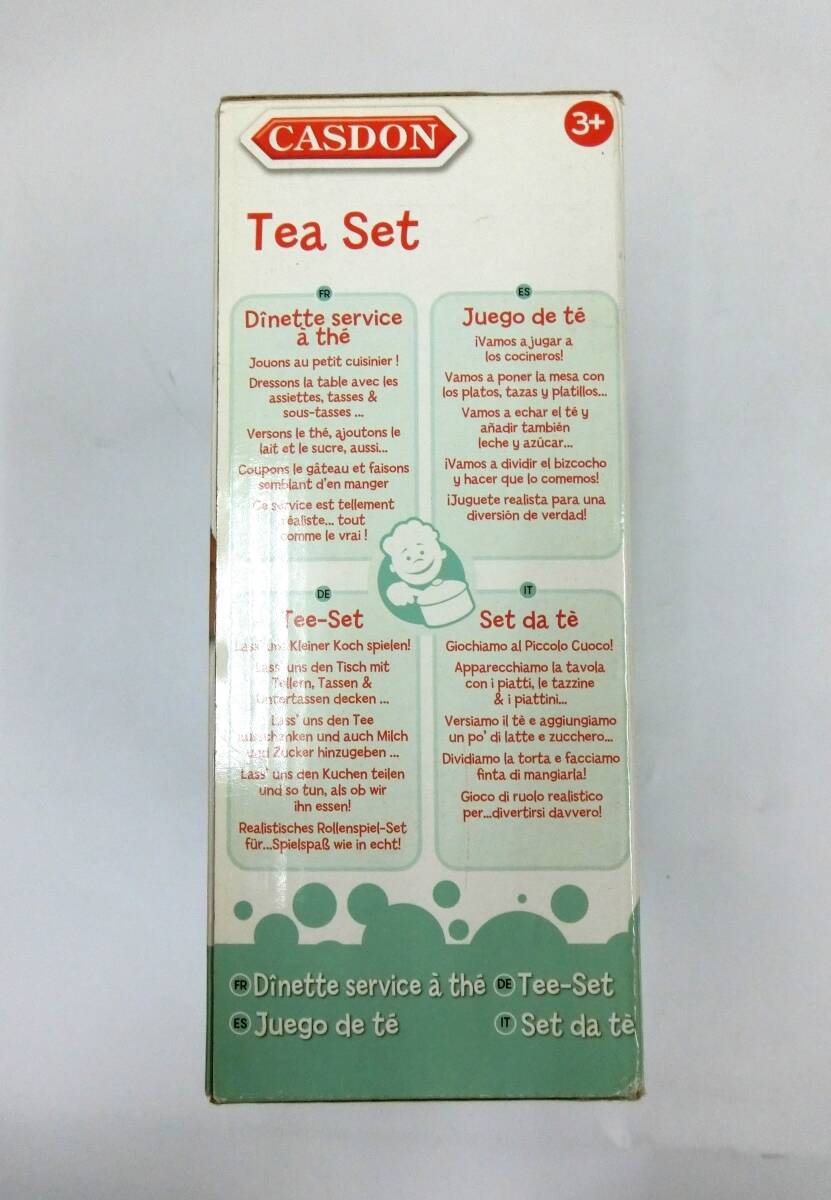 CASDON
3+
Tea Set
FR
Dînette service
à thé
Jouons au petit cuisinier !
Dressons la table avec les
assiettes, tasses &
sous-tasses ...
Versons le thé, ajoutons le
lait et le sucre, aussi...
Coupons le gâteau et faisons
semblant d'en manger
Ce service est tellement
réaliste... tout
comme le vrai !
ES
Juego de té
¡Vamos a jugar a
los cocineros!
Vamos a poner la mesa con
los platos, tazas y platillos...
Vamos a echar el té y
añadir también
leche y azúcar...
¡Vamos a dividir el bizcocho
y hacer que lo comemos!
¡Juguete realista para una
diversión de verdad!
DE
Tee-Set
Lass' uns Kleiner Koch spielen!
Lass' uns den Tisch mit
Tellern, Tassen &
Untertassen decken ...
Lass' uns den Tee
ausschenken und auch Milch
und Zucker hinzugeben ...
Lass' uns den Kuchen teilen
und so tun, als ob wir
ihn essen!
Realistisches Rollenspiel-Set
für...Spielspaß wie in echt!
IT
Set da tè
Giochiamo al Piccolo Cuoco!
Apparecchiamo la tavola
con i piatti, le tazzine
& i piattini...
Versiamo il tè e aggiungiamo
un po' di latte e zucchero...
Dividiamo la torta e facciamo
finta di mangiarla!
Gioco di ruolo realistico
per...divertirsi davvero!
FR Dînette service à thé DE Tee-Set
ES Juego de té IT Set da tè